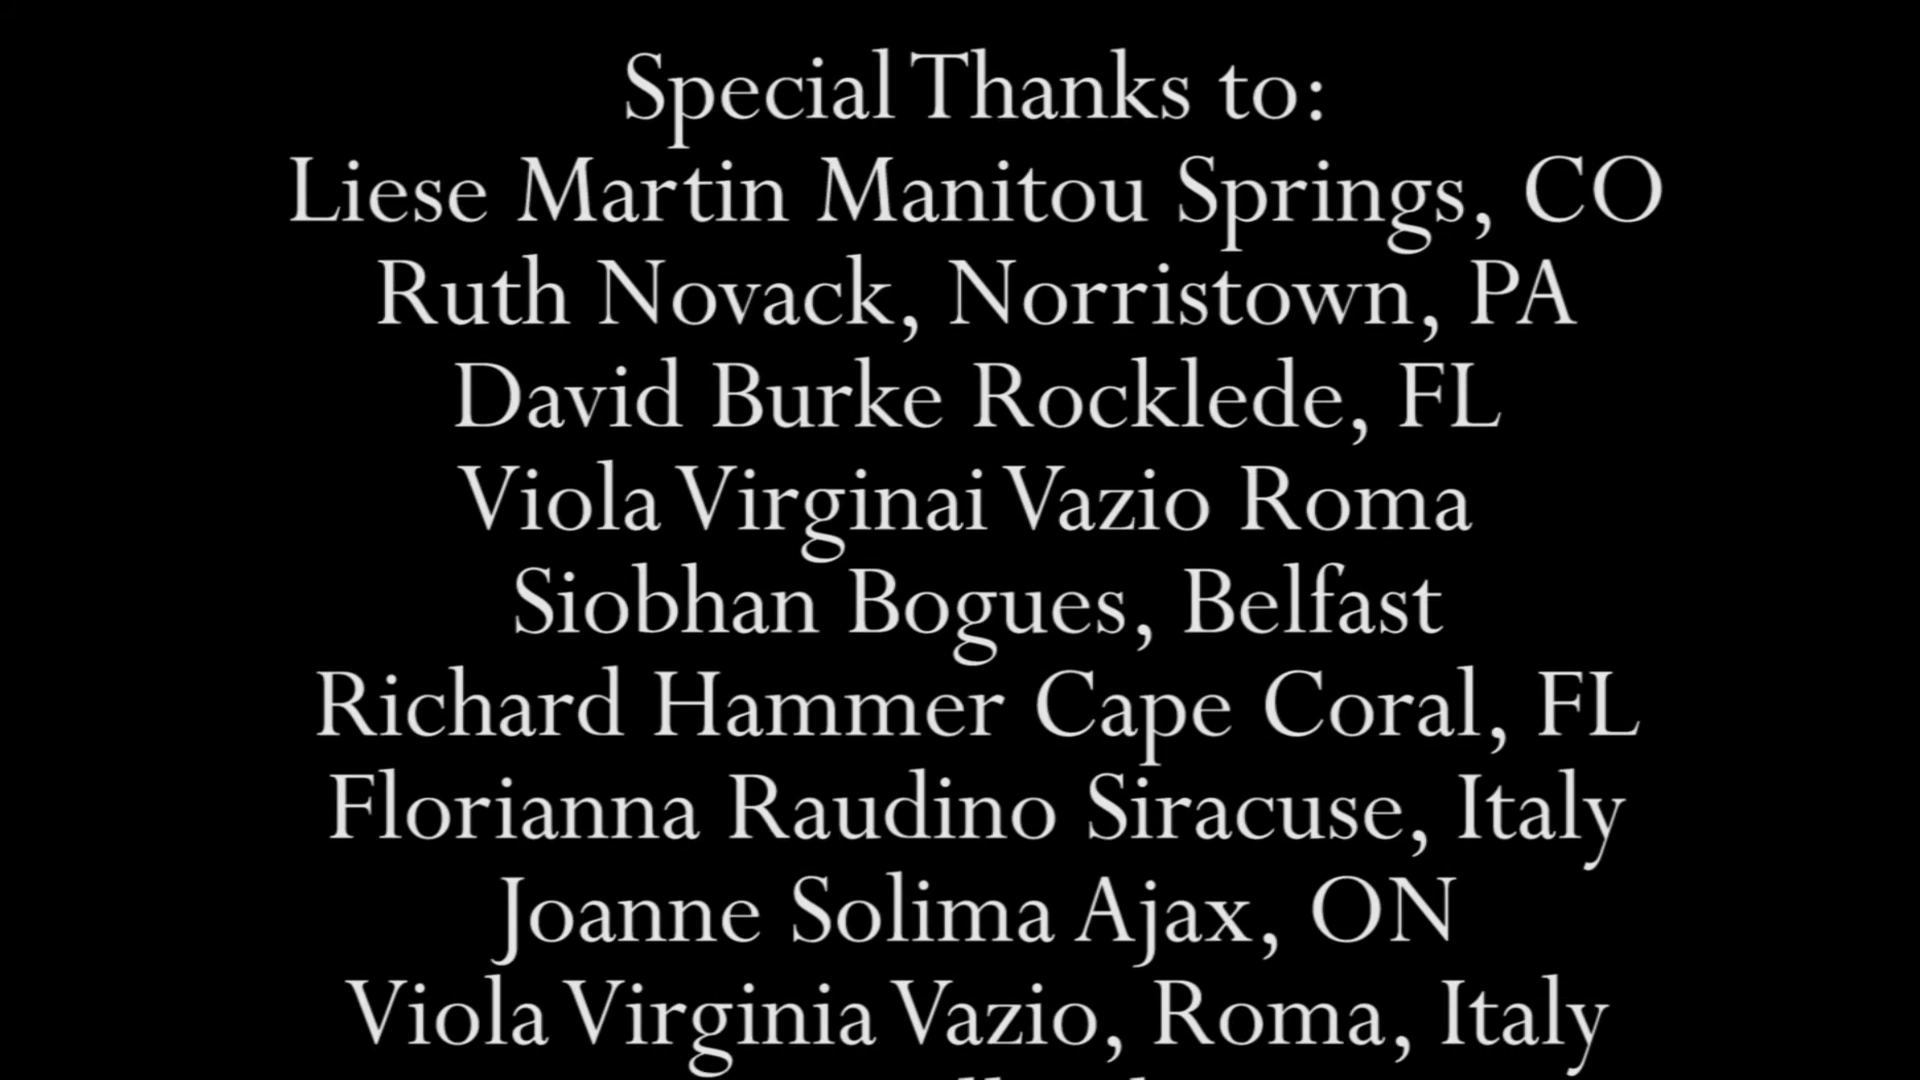 Special Thanks to:
Liese Martin Manitou Springs, CO
Ruth Novack, Norristown, PA
David Burke Rocklede, FL
Viola Virginai Vazio Roma
Siobhan Bogues, Belfast
Richard Hammer Cape Coral, FL
Florianna Raudino Siracuse, Italy
Joanne Solima Ajax, ON
Viola Virginia Vazio, Roma, Italy